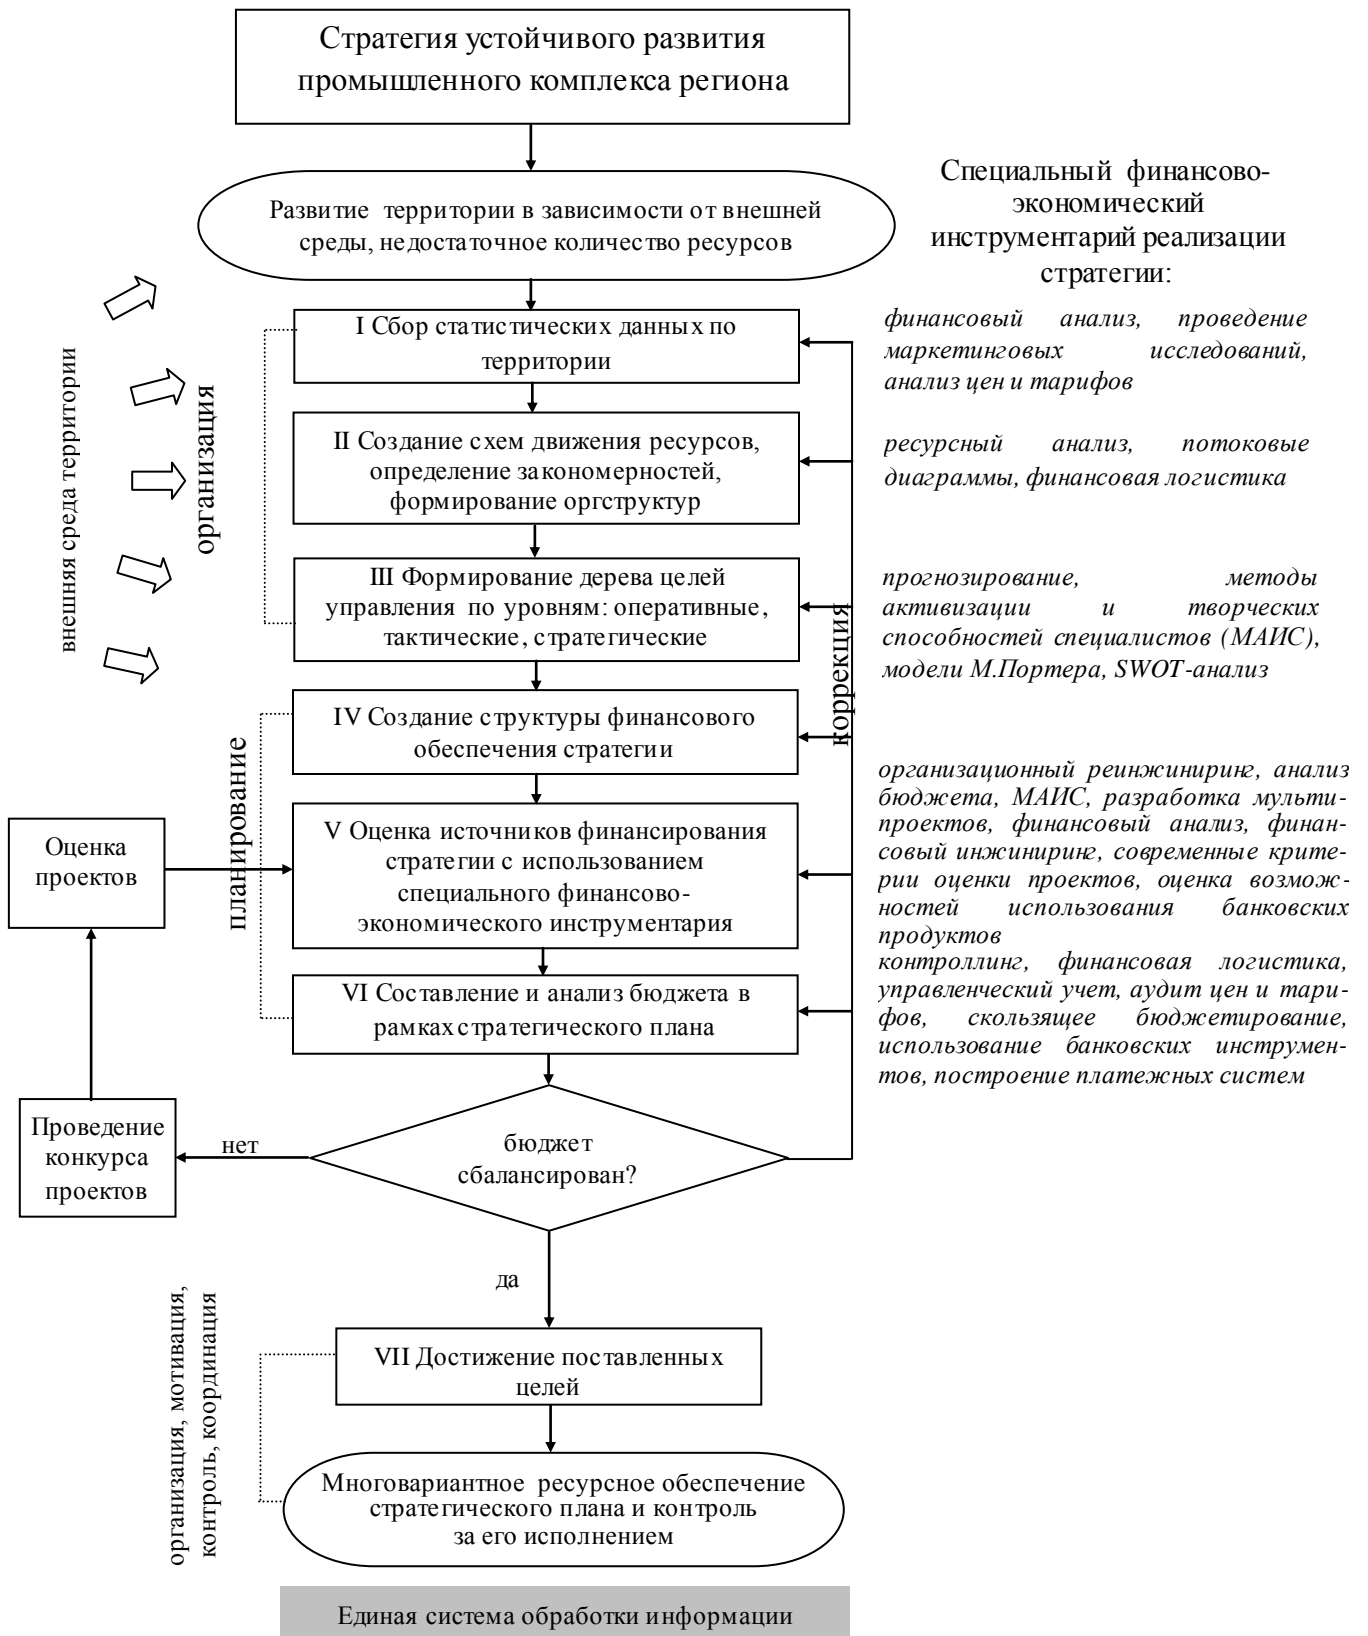 Стратегия устойчивого развития
промышленного комплекса региона
Развитие территории в зависимости от внешней
среды, недостаточное количество ресурсов
Специальный финансово-
экономический
инструментарий реализации
стратегии:
внешняя среда территории
организация
I Сбор статистических данных по
территории
финансовый анализ, проведение
маркетинговых исследований,
анализ цен и тарифов
II Создание схем движения ресурсов,
определение закономерностей,
формирование оргструктур
ресурсный анализ, потоковые
диаграммы, финансовая логистика
III Формирование дерева целей
управления по уровням: оперативные,
тактические, стратегические
коррекция
прогнозирование, методы
активизации и творческих
способностей специалистов (МАИС),
модели М.Портера, SWOT-анализ
планирование
IV Создание структуры финансового
обеспечения стратегии
Оценка
проектов
V Оценка источников финансирования
стратегии с использованием
специального финансово-
экономического инструментария
организационный реинжиниринг, анализ
бюджета, МАИС, разработка мульти-
проектов, финансовый анализ, финан-
совый инжиниринг, современные крите-
рии оценки проектов, оценка возмож-
ностей использования банковских
продуктов
VI Составление и анализ бюджета в
рамках стратегического плана
контроллинг, финансовая логистика,
управленческий учет, аудит цен и тари-
фов, скользящее бюджетирование,
использование банковских инструмен-
тов, построение платежных систем
Проведение
конкурса
проектов
нет
бюджет
сбалансирован?
да
организация, мотивация,
контроль, координация
VII Достижение поставленных
целей
Многовариантное ресурсное обеспечение
стратегического плана и контроль
за его исполнением
Единая система обработки информации